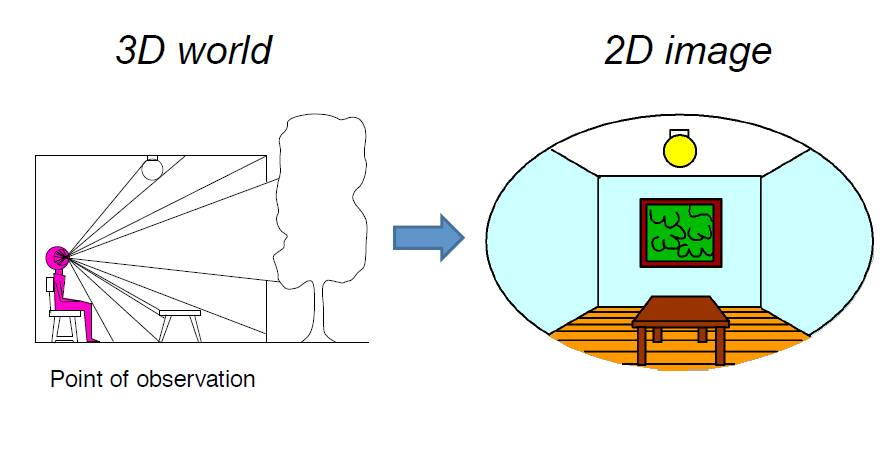 3D world
2D image
Point of observation